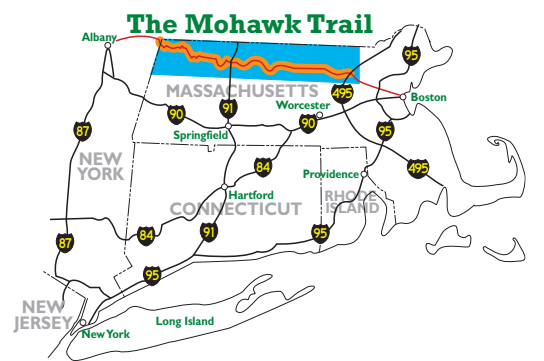 The Mohawk Trail
Albany
95
MASSACHUSETTS
495
Boston
Worcester
90
91
90
87
95
Springfield
NEW
YORK
84
495
Providence
Hartford
RHODE
ISLAND
CONNECTICUT
84
91
95
87
95
NEW
JERSEY
Long Island
New York